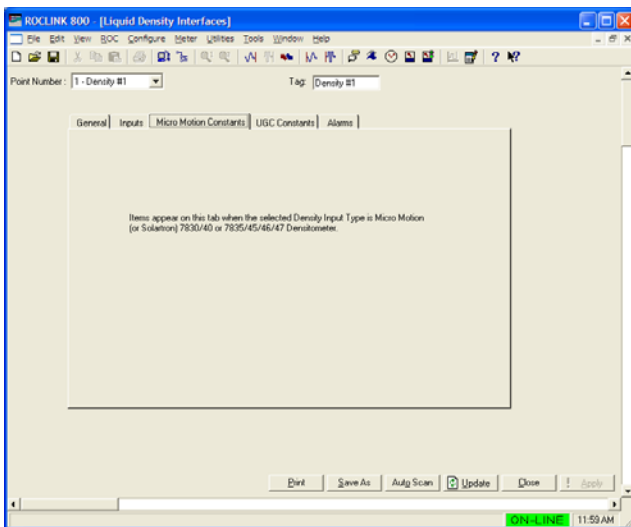 ROCLINK 800 - [Liquid Density Interfaces]
File Edit View ROC Configure Meter Utilities Tools Window Help
Point Number: 1 - Density #1 Tag: Density #1
General Inputs Micro Motion Constants UGC Constants Alarms
Items appear on this tab when the selected Density Input Type is Micro Motion
(or Solartron) 7830/40 or 7835/45/46/47 Densitometer.
Print Save As Auto Scan Update Close ! Apply
ON-LINE 11:59 AM